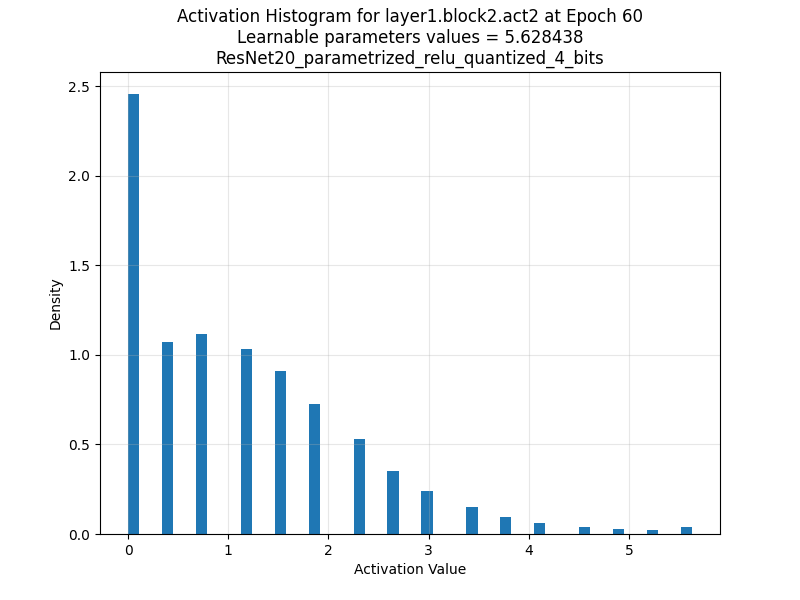 Activation Histogram for layer1.block2.act2 at Epoch 60
Learnable parameters values = 5.628438
ResNet20_parametrized_relu_quantized_4_bits
2.5
2.0
1.5
1.0
0.5
0.0
Density
0 1 2 3 4 5
Activation Value